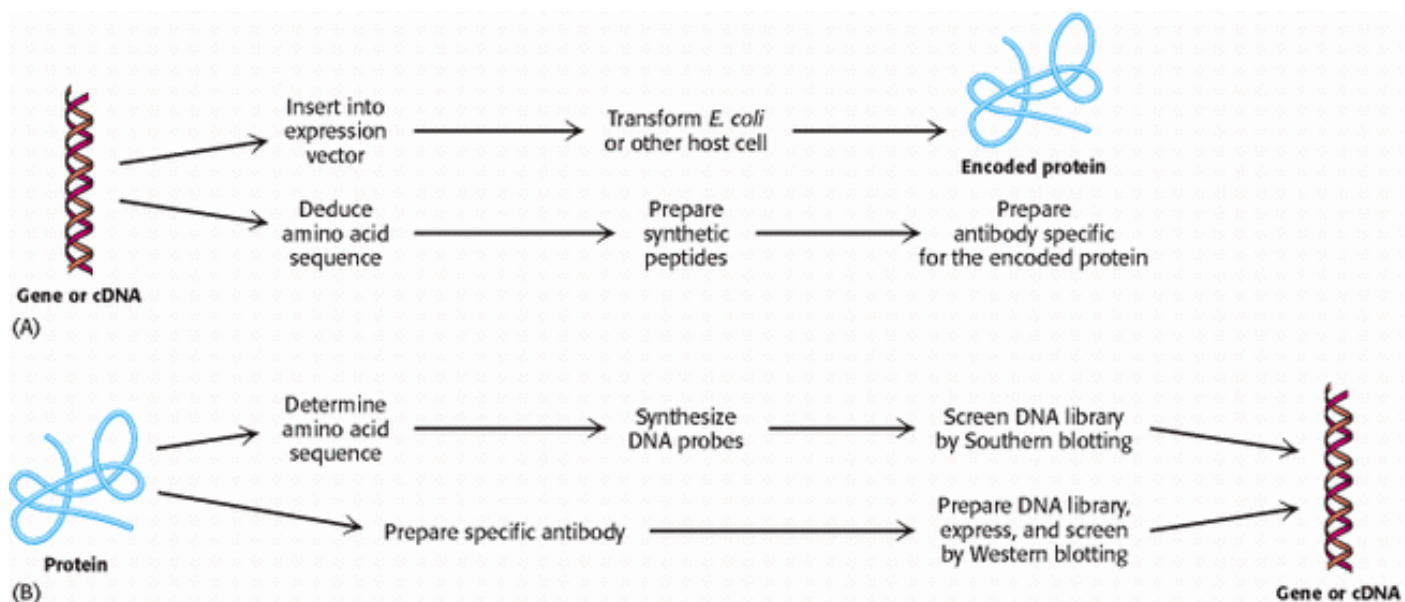 Insert into
expression
vector
Transform E. coli
or other host cell
Encoded protein
Deduce
amino acid
sequence
Prepare
synthetic
peptides
Prepare
antibody specific
for the encoded protein
Gene or cDNA
(A)
Determine
amino acid
sequence
Synthesize
DNA probes
Screen DNA library
by Southern blotting
Prepare specific antibody
Prepare DNA library,
express, and screen
by Western blotting
Protein
Gene or cDNA
(B)